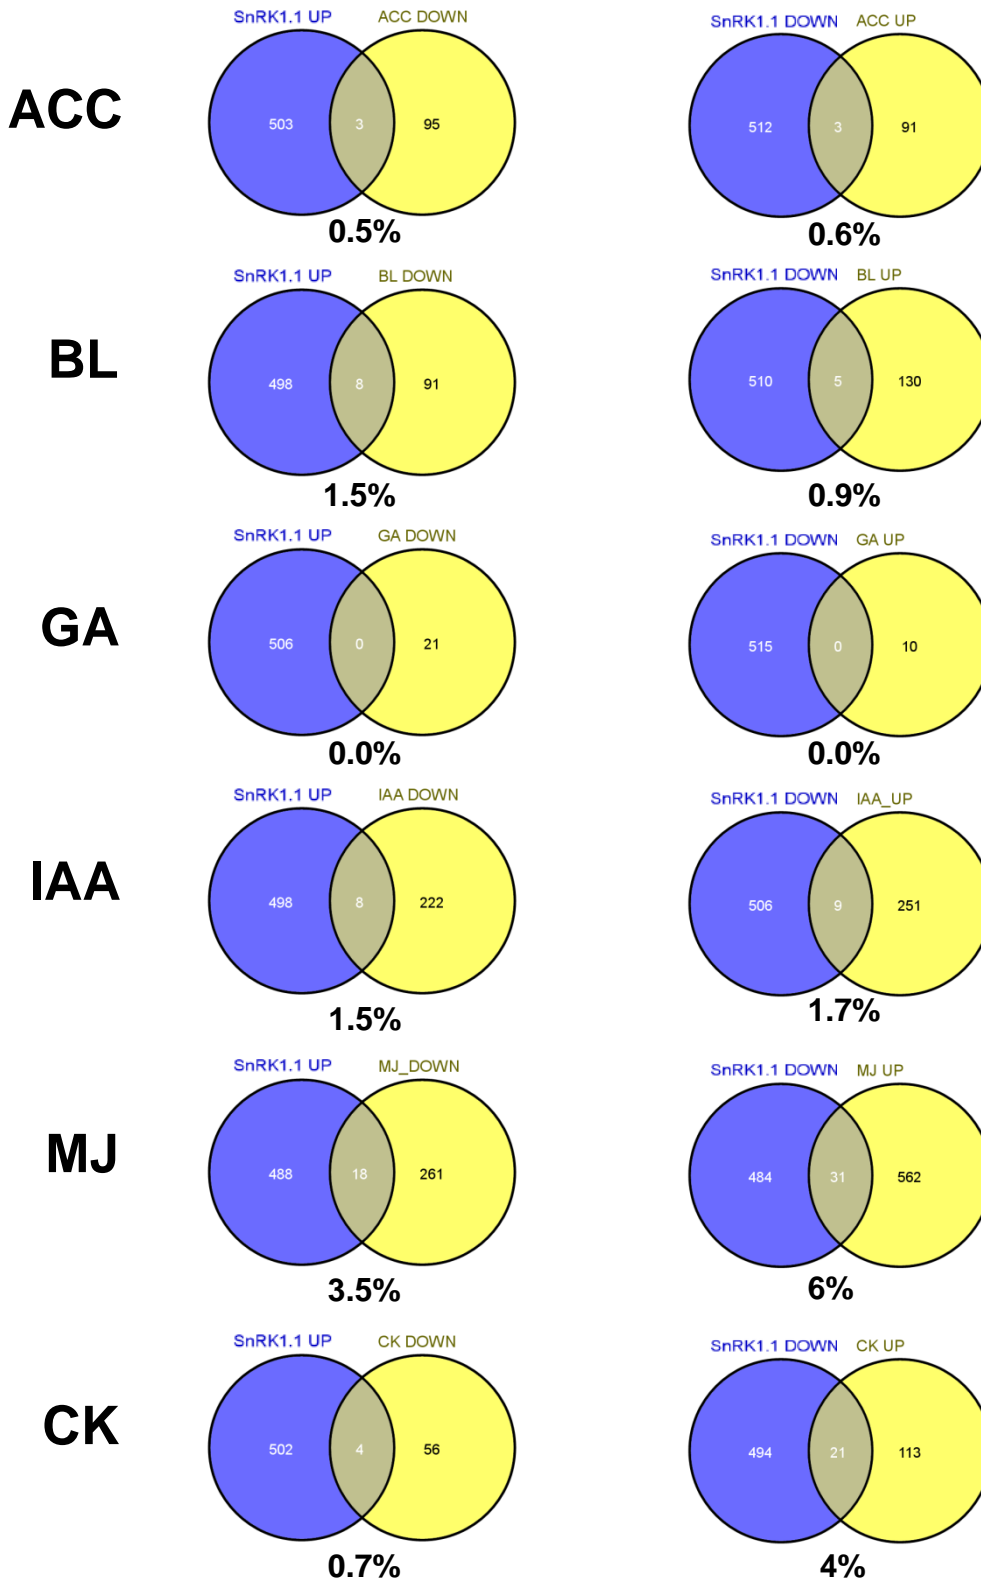 SnRK1.1 UP ACC DOWN SnRK1.1 DOWN ACC UP
ACC
503 3 95 512 3 91
0.5% 0.6%
SnRK1.1 UP BL DOWN SnRK1.1 DOWN BL UP
BL
498 8 91 510 5 130
1.5% 0.9%
SnRK1.1 UP GA DOWN SnRK1.1 DOWN GA UP
GA
506 0 21 515 0 10
0.0% 0.0%
SnRK1.1 UP IAA DOWN SnRK1.1 DOWN IAA_UP
IAA
498 8 222 506 9 251
1.5% 1.7%
SnRK1.1 UP MJ_DOWN SnRK1.1 DOWN MJ UP
MJ
488 18 261 484 31 562
3.5% 6%
SnRK1.1 UP CK DOWN SnRK1.1 DOWN CK UP
CK
502 4 56 494 21 113
0.7% 4%